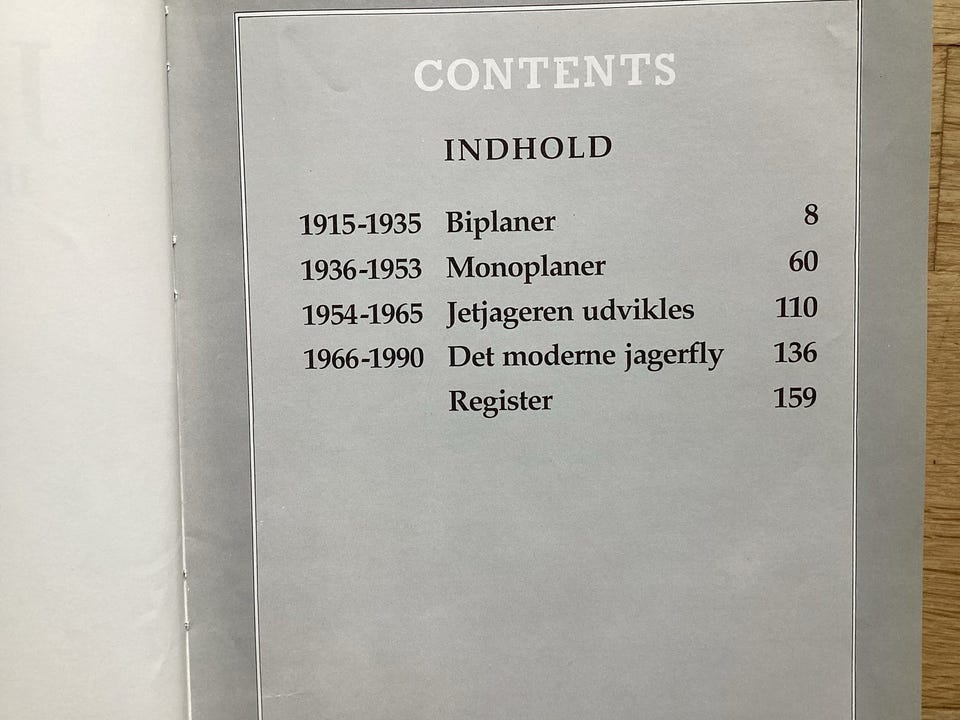 CONTENTS
INDHOLD
1915-1935 Biplaner 8
1936-1953 Monoplaner 60
1954-1965 Jetjageren udvikles 110
1966-1990 Det moderne jagerfly 136
Register 159